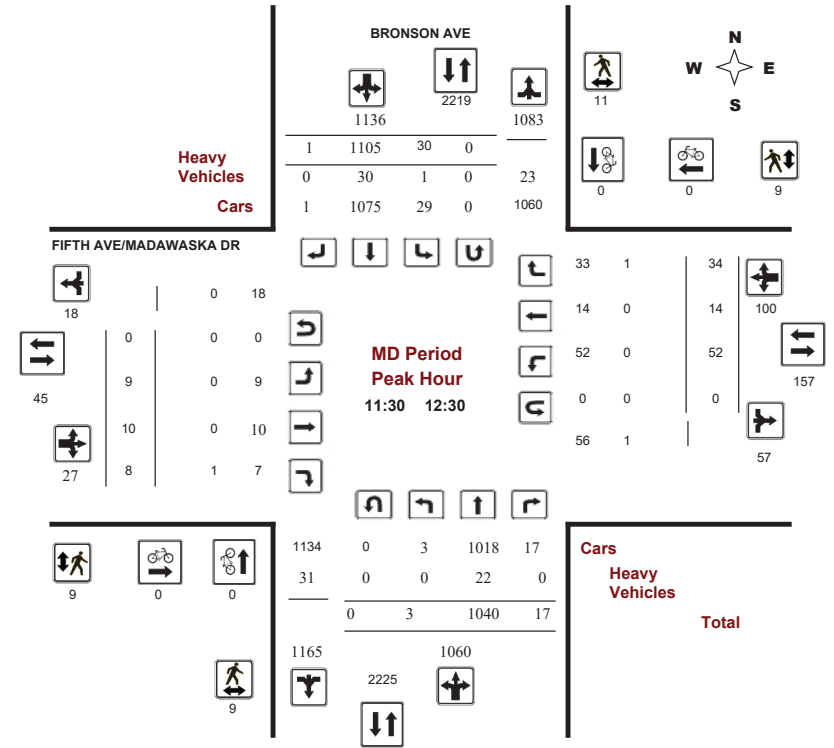 BRONSON AVE
N
W E
S
2219
11
1136 1083
1 1105 30 0
Heavy
Vehicles 0 30 1 0 23
Cars 1 1075 29 0 1060
0 0 9
FIFTH AVE/MADAWASKA DR
18
0 18
33 1 34
100
45
0 0 0
14 0 14
157
9 0 9
MD Period
Peak Hour
11:30 12:30
52 0 52
0 0 0
27
10 0 10
56 1
57
8 1 7
1134 0 3 1018 17 Cars
31 0 0 22 0 Heavy
Vehicles
0 3 1040 17 Total
9 0 0
1165 1060
2225
9